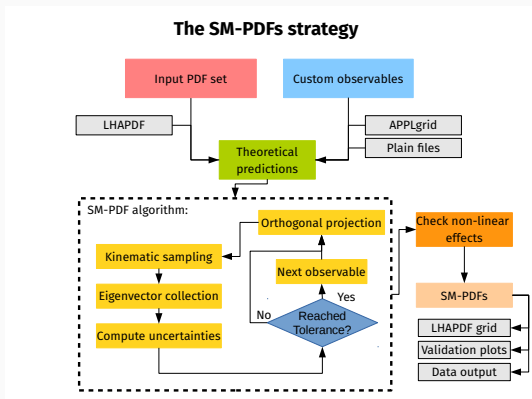 The SM-PDFs strategy
Input PDF set
Custom observables
LHAPDF
APPLgrid
Plain files
Theoretical
predictions
SM-PDF algorithm:
Orthogonal projection
Kinematic sampling
Next observable
Eigenvector collection
No
Yes
Reached
Tolerance?
Compute uncertainties
Check non-linear
effects
SM-PDFs
LHAPDF grid
Validation plots
Data output